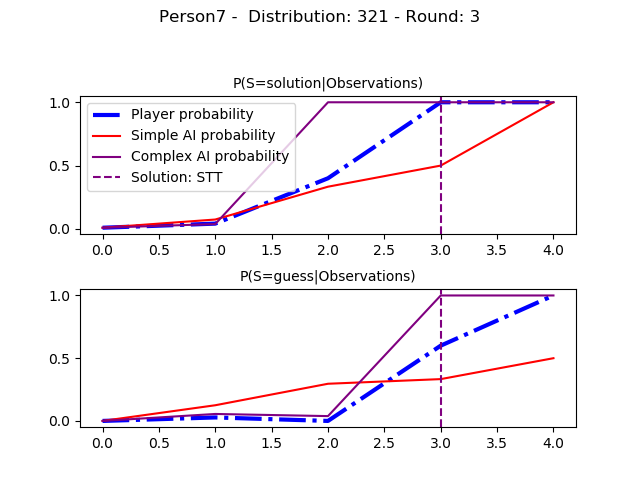 Person7 -  Distribution: 321 - Round: 3
P(S=solution|Observations)
1.0
0.5
0.0
Player probability
Simple AI probability
Complex AI probability
Solution: STT
0.0 0.5 1.0 1.5 2.0 2.5 3.0 3.5 4.0
P(S=guess|Observations)
1.0
0.5
0.0
0.0 0.5 1.0 1.5 2.0 2.5 3.0 3.5 4.0